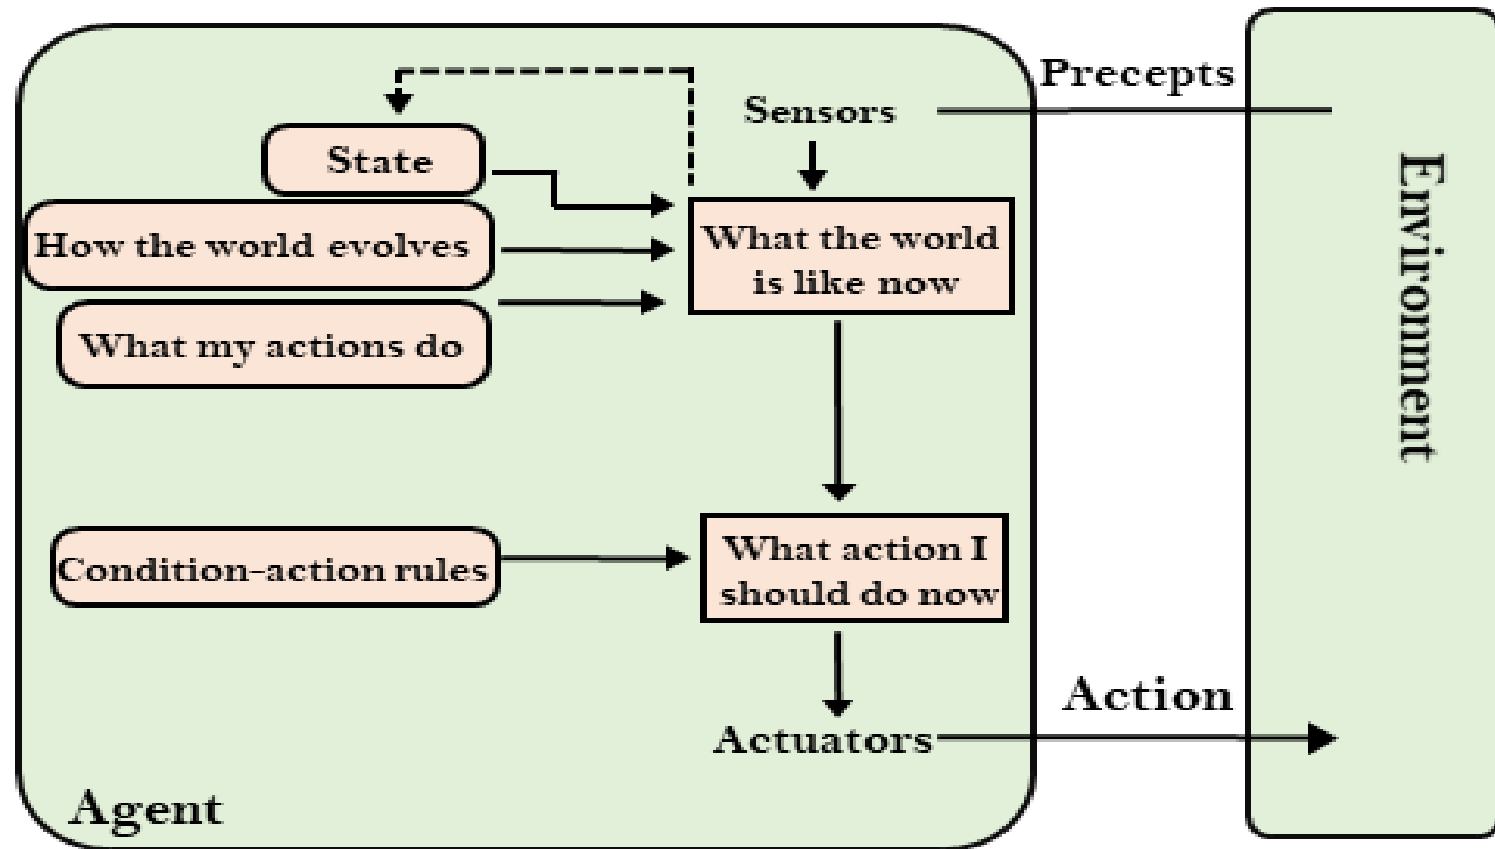 Precepts
Sensors
State
How the world evolves
What the world
is like now
What my actions do
Environment
Condition-action rules
What action I
should do now
Action
Actuators
Agent